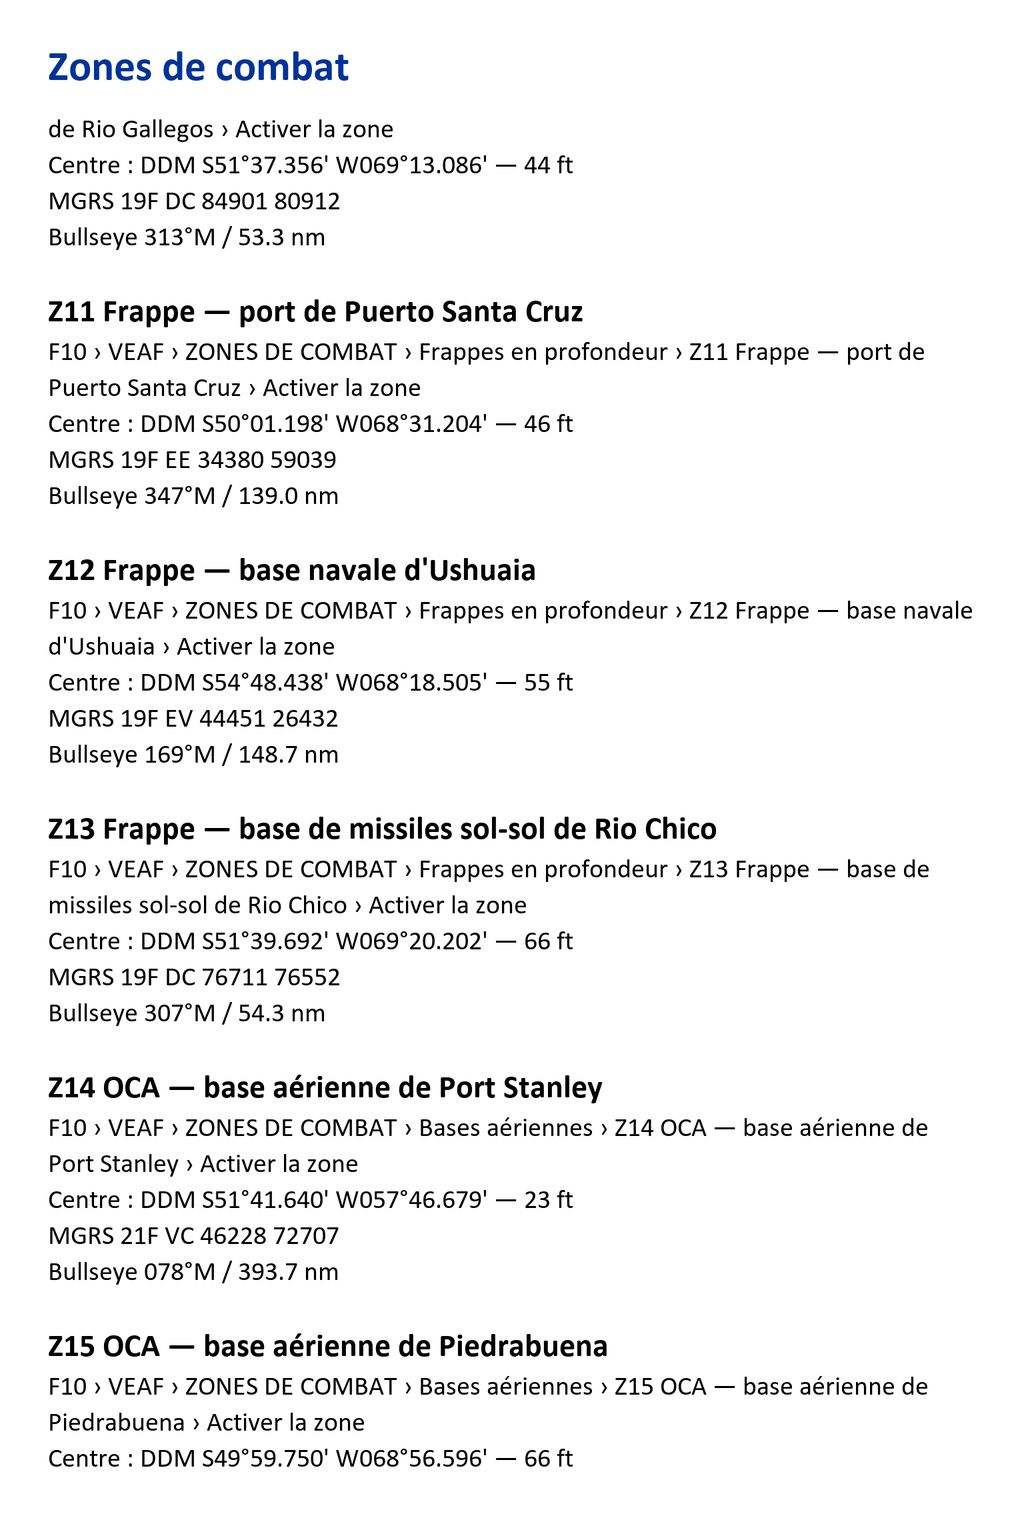 Zones de combat
de Rio Gallegos › Activer la zone
Centre : DDM S51°37.356' W069°13.086' — 44 ft
MGRS 19F DC 84901 80912
Bullseye 313°M / 53.3 nm
Z11 Frappe — port de Puerto Santa Cruz
F10 › VEAF › ZONES DE COMBAT › Frappes en profondeur › Z11 Frappe — port de
Puerto Santa Cruz › Activer la zone
Centre : DDM S50°01.198' W068°31.204' — 46 ft
MGRS 19F EE 34380 59039
Bullseye 347°M / 139.0 nm
Z12 Frappe — base navale d'Ushuaia
F10 › VEAF › ZONES DE COMBAT › Frappes en profondeur › Z12 Frappe — base navale
d'Ushuaia › Activer la zone
Centre : DDM S54°48.438' W068°18.505' — 55 ft
MGRS 19F EV 44451 26432
Bullseye 169°M / 148.7 nm
Z13 Frappe — base de missiles sol-sol de Rio Chico
F10 › VEAF › ZONES DE COMBAT › Frappes en profondeur › Z13 Frappe — base de
missiles sol-sol de Rio Chico › Activer la zone
Centre : DDM S51°39.692' W069°20.202' — 66 ft
MGRS 19F DC 76711 76552
Bullseye 307°M / 54.3 nm
Z14 OCA — base aérienne de Port Stanley
F10 › VEAF › ZONES DE COMBAT › Bases aériennes › Z14 OCA — base aérienne de
Port Stanley › Activer la zone
Centre : DDM S51°41.640' W057°46.679' — 23 ft
MGRS 21F VC 46228 72707
Bullseye 078°M / 393.7 nm
Z15 OCA — base aérienne de Piedrabuena
F10 › VEAF › ZONES DE COMBAT › Bases aériennes › Z15 OCA — base aérienne de
Piedrabuena › Activer la zone
Centre : DDM S49°59.750' W068°56.596' — 66 ft